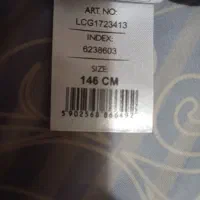 ART. NO:
LCG1723413
INDEX:
6238603
SIZE:
146 CM